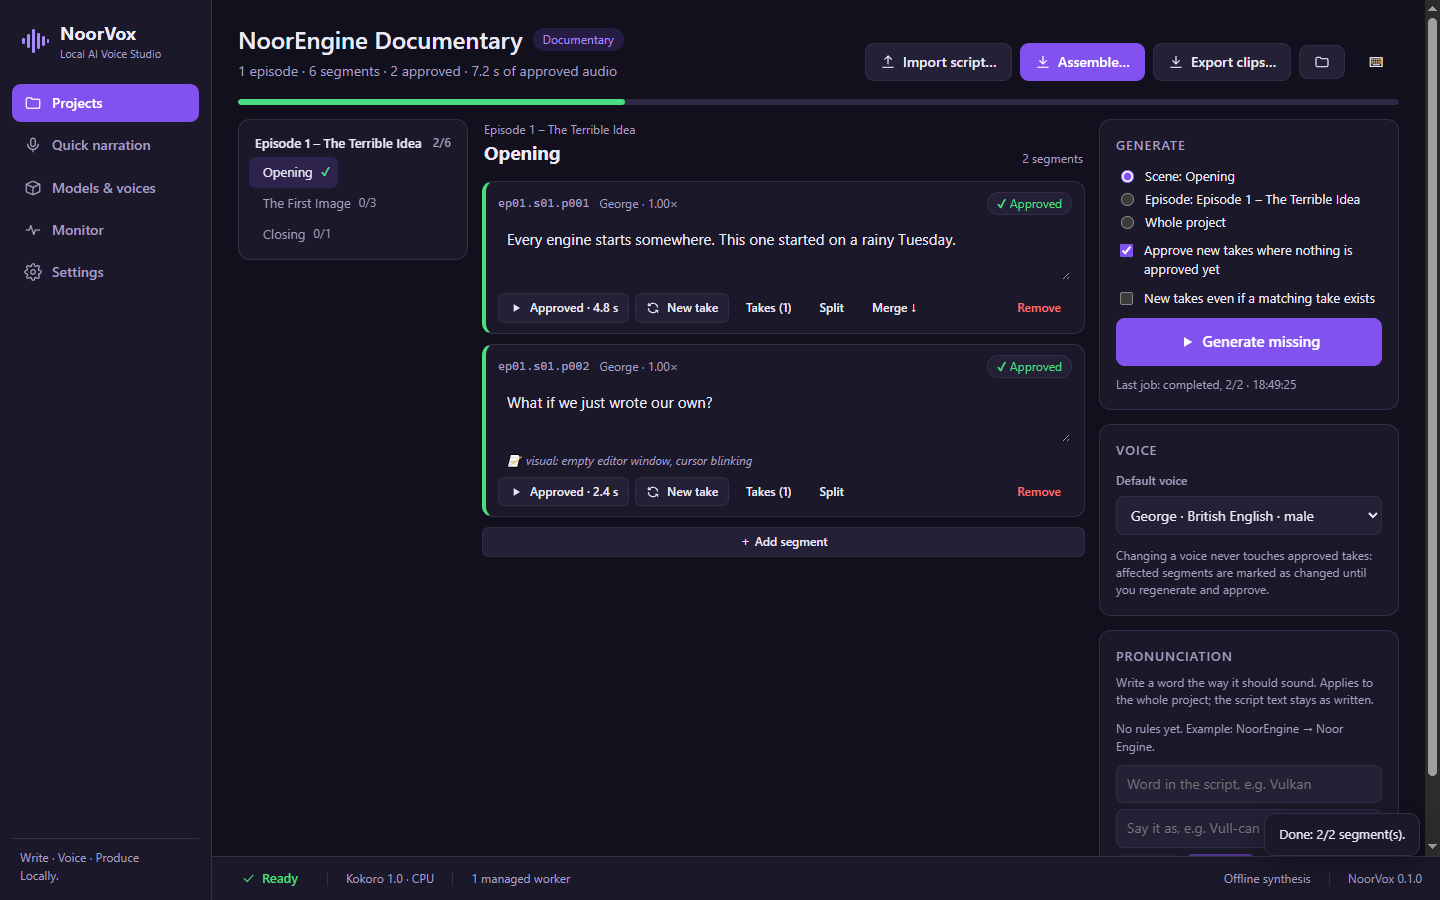 NoorVox
Local AI Voice Studio
Projects
Quick narration
Models & voices
Monitor
Settings
Write · Voice · Produce
Locally.
NoorEngine Documentary
Documentary
1 episode · 6 segments · 2 approved · 7.2 s of approved audio
Import script...
Assemble...
Export clips...
Episode 1 – The Terrible Idea 2/6
Opening ✓
The First Image 0/3
Closing 0/1
Episode 1 – The Terrible Idea
Opening
2 segments
ep01.s01.p001 George · 1.00×
✓ Approved
Every engine starts somewhere. This one started on a rainy Tuesday.
Approved · 4.8 s
New take
Takes (1)
Split
Merge ↓
Remove
ep01.s01.p002 George · 1.00×
✓ Approved
What if we just wrote our own?
📝 visual: empty editor window, cursor blinking
Approved · 2.4 s
New take
Takes (1)
Split
Remove
+ Add segment
GENERATE
Scene: Opening
Episode: Episode 1 – The Terrible Idea
Whole project
Approve new takes where nothing is
approved yet
New takes even if a matching take exists
Generate missing
Last job: completed, 2/2 · 18:49:25
VOICE
Default voice
George · British English · male
Changing a voice never touches approved takes:
affected segments are marked as changed until
you regenerate and approve.
PRONUNCIATION
Write a word the way it should sound. Applies to
the whole project; the script text stays as written.
No rules yet. Example: NoorEngine → Noor
Engine.
Word in the script, e.g. Vulkan
Say it as, e.g. Vull-can
Done: 2/2 segment(s).
✓ Ready
Kokoro 1.0 · CPU
1 managed worker
Offline synthesis
NoorVox 0.1.0